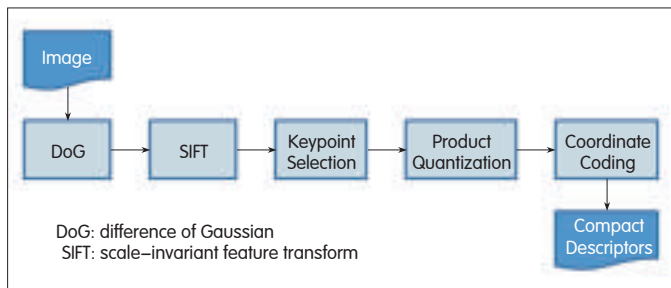 Image
DoG
SIFT
Keypoint
Selection
Product
Quantization
Coordinate
Coding
Compact
Descriptors
DoG: difference of Gaussian
SIFT: scale–invariant feature transform